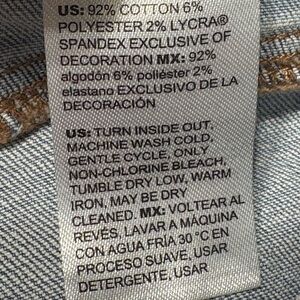 US: 92% COTTON 6%
POLYESTER 2% LYCRA®
SPANDEX EXCLUSIVE OF
DECORATION MX: 92%
algodón 6% poliéster 2%
elastano EXCLUSIVO DE LA
DECORACIÓN
US: TURN INSIDE OUT,
MACHINE WASH COLD,
GENTLE CYCLE, ONLY
NON-CHLORINE BLEACH,
TUMBLE DRY LOW, WARM
IRON, MAY BE DRY
CLEANED. MX: VOLTEAR AL
REVÉS, LAVAR A MÁQUINA
CON AGUA FRÍA 30 °C EN
PROCESO SUAVE, USAR
DETERGENTE, USAR